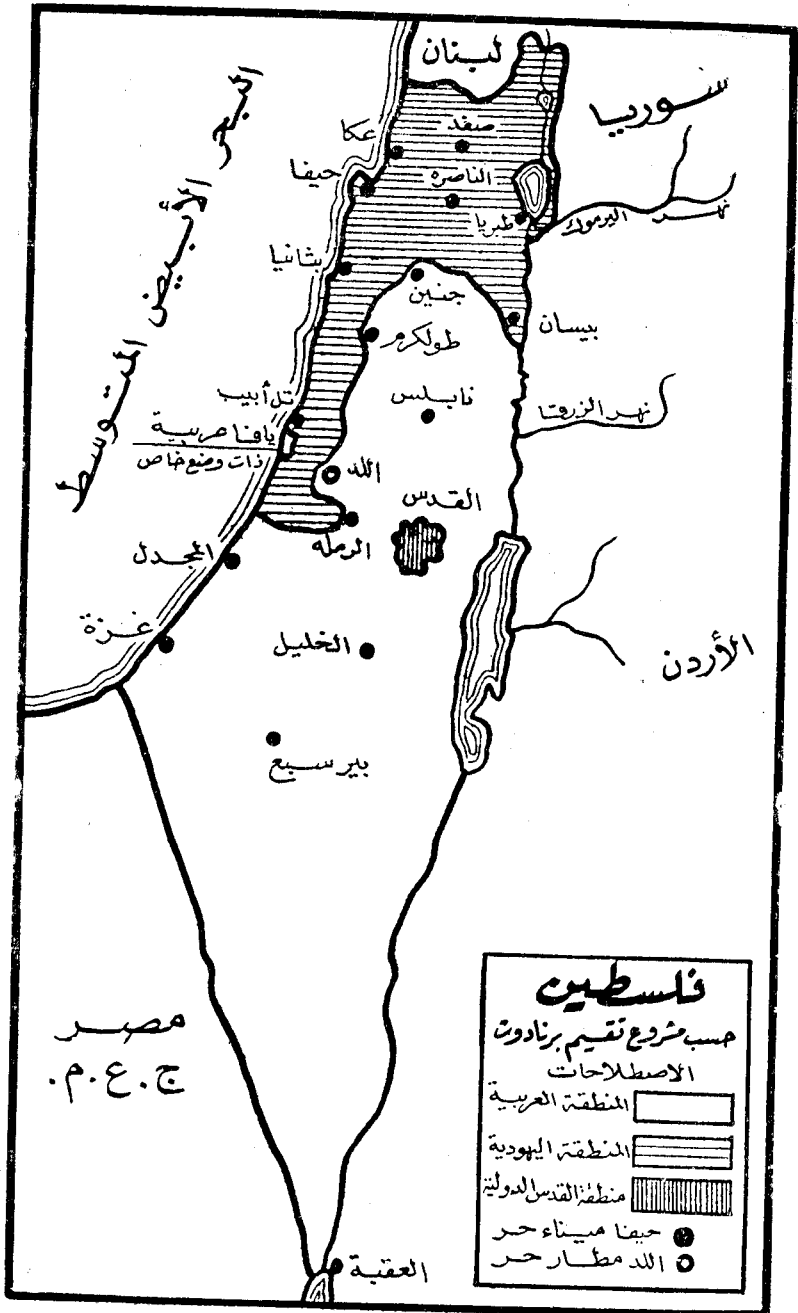 لبنان
سوريا
البحر الأبيض المتوسط
عكا
صفد
حيفا
الناصرة
طبريا
نهر اليرموك
بثانيا
جنين
بيسان
طولكرم
نابلس
نهر الزرقا
تل أبيب
يافا عربية
ذات وضع خاص
الله
القدس
الرمله
المجدل
غزة
الخليل
الأردن
بير سبع
مصر
ج.ع.م.
العقبة
فلسطين
حسب مشروع تقسيم برنادوت
الاصطلاحات
المنطقة العربية
المنطقة اليهودية
منطقة القدس الدولية
حيفا ميناء حر
اللد مطار حر